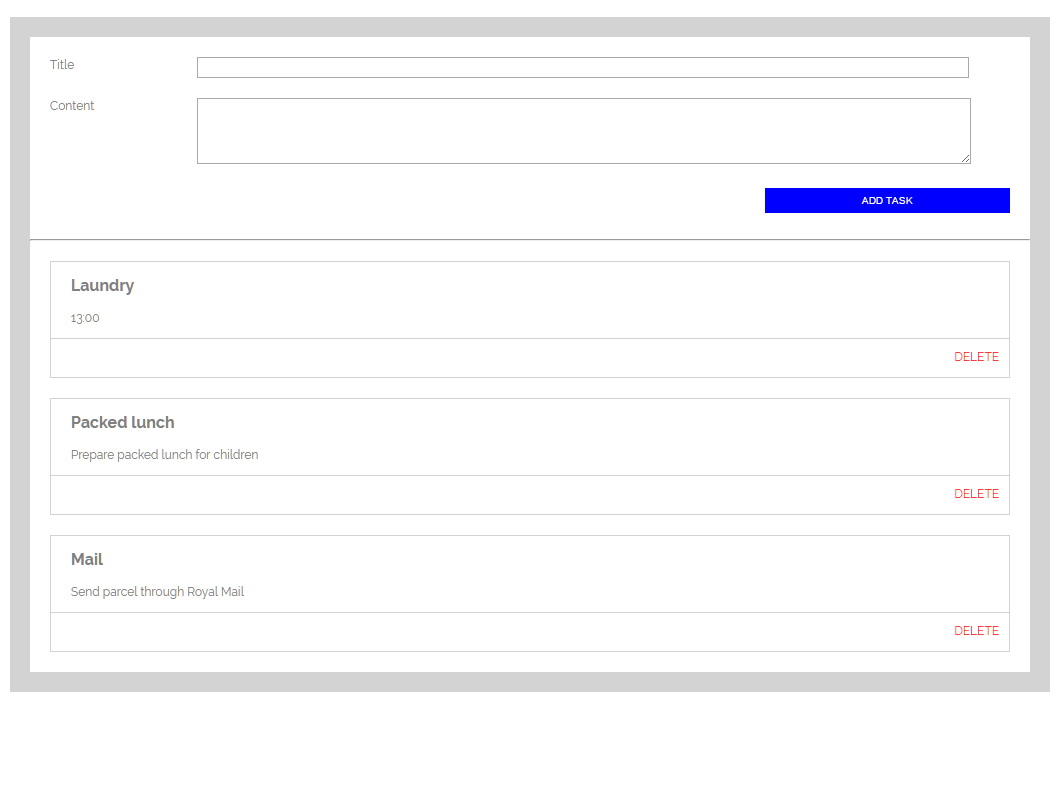 Title
Content
ADD TASK
Laundry
13:00
DELETE
Packed lunch
Prepare packed lunch for children
DELETE
Mail
Send parcel through Royal Mail
DELETE